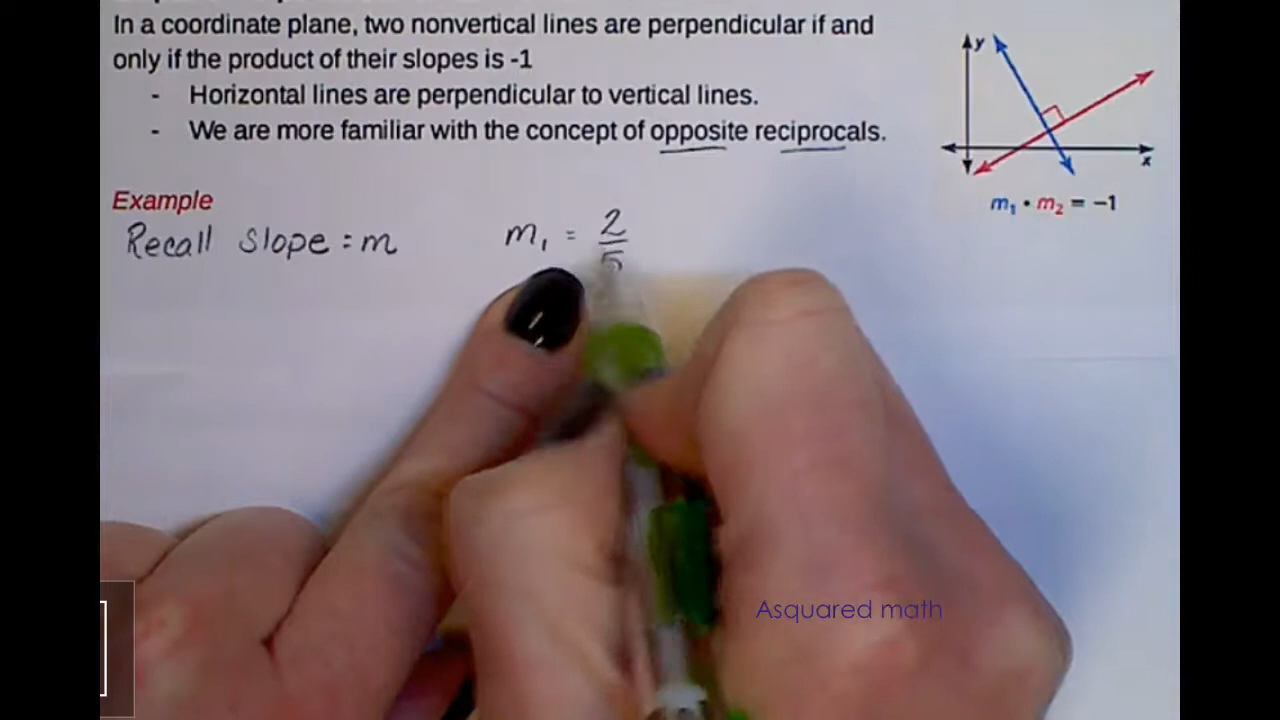 In a coordinate plane, two nonvertical lines are perpendicular if and
only if the product of their slopes is -1
- Horizontal lines are perpendicular to vertical lines.
- We are more familiar with the concept of opposite reciprocals.
y
x
m₁ • m₂ = −1
Example
Recall slope = m
m₁ = 2/5
Asquared math